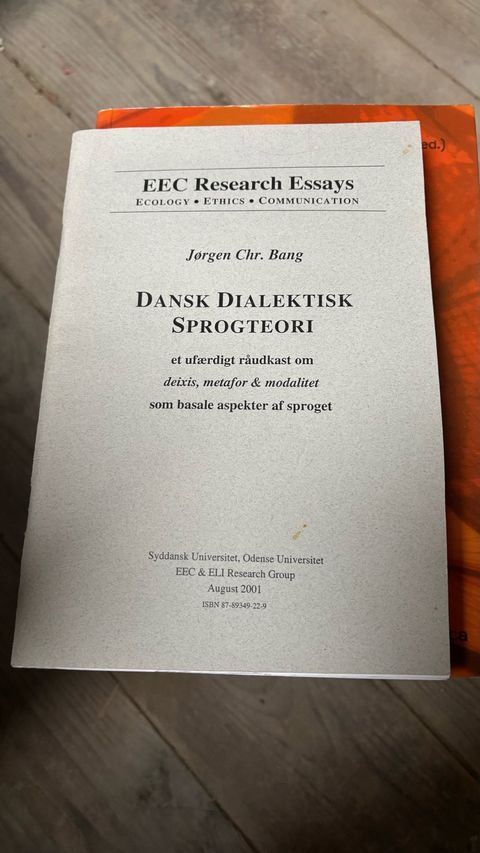 ed.)
EEC Research Essays
ECOLOGY • ETHICS • COMMUNICATION
Jørgen Chr. Bang
DANSK DIALEKTISK
SPROGTEORI
et ufærdigt råudkast om
deixis, metafor & modalitet
som basale aspekter af sproget
Syddansk Universitet, Odense Universitet
EEC & ELI Research Group
August 2001
ISBN 87-89349-22-9